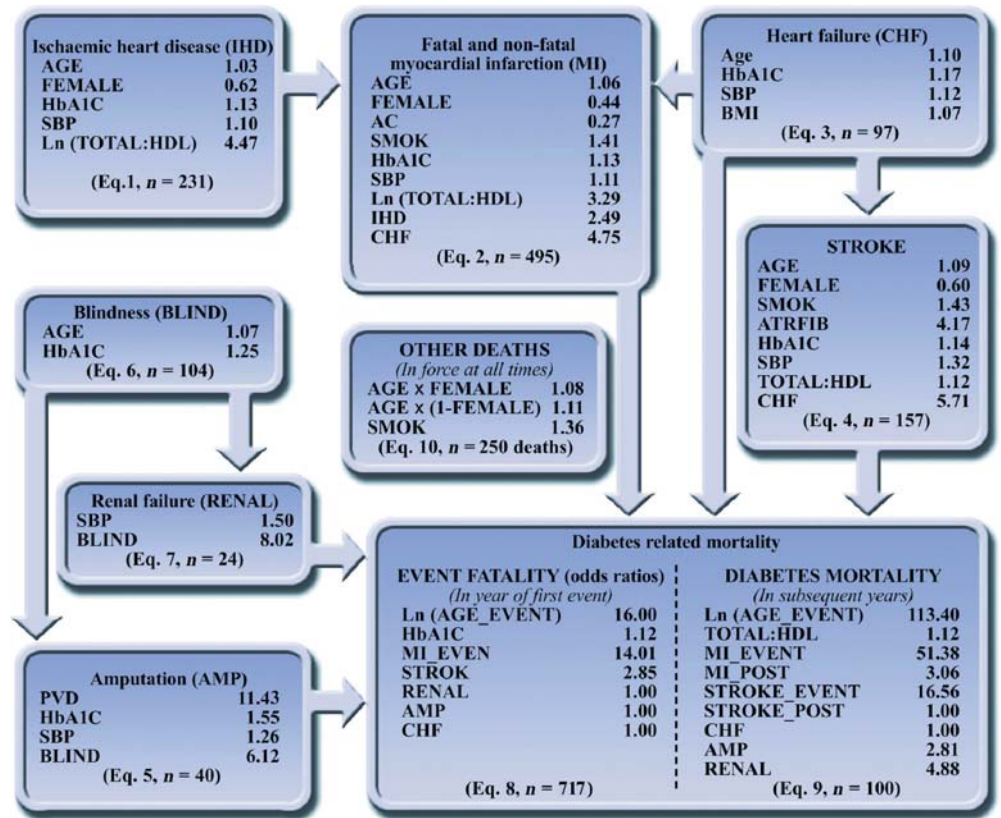 Ischaemic heart disease (IHD)
AGE 1.03
FEMALE 0.62
HbA1C 1.13
SBP 1.10
Ln (TOTAL:HDL) 4.47
(Eq.1, n = 231)
Fatal and non-fatal
myocardial infarction (MI)
AGE 1.06
FEMALE 0.44
AC 0.27
SMOK 1.41
HbA1C 1.13
SBP 1.11
Ln (TOTAL:HDL) 3.29
IHD 2.49
CHF 4.75
(Eq. 2, n = 495)
Heart failure (CHF)
Age 1.10
HbA1C 1.17
SBP 1.12
BMI 1.07
(Eq. 3, n = 97)
STROKE
AGE 1.09
FEMALE 0.60
SMOK 1.43
ATRFIB 4.17
HbA1C 1.14
SBP 1.32
TOTAL:HDL 1.12
CHF 5.71
(Eq. 4, n = 157)
Blindness (BLIND)
AGE 1.07
HbA1C 1.25
(Eq. 6, n = 104)
OTHER DEATHS
(In force at all times)
AGE x FEMALE 1.08
AGE x (1-FEMALE) 1.11
SMOK 1.36
(Eq. 10, n = 250 deaths)
Renal failure (RENAL)
SBP 1.50
BLIND 8.02
(Eq. 7, n = 24)
Amputation (AMP)
PVD 11.43
HbA1C 1.55
SBP 1.26
BLIND 6.12
(Eq. 5, n = 40)
Diabetes related mortality
EVENT FATALITY (odds ratios)
(In year of first event)
Ln (AGE_EVENT) 16.00
HbA1C 1.12
MI_EVEN 14.01
STROK 2.85
RENAL 1.00
AMP 1.00
CHF 1.00
(Eq. 8, n = 717)
DIABETES MORTALITY
(In subsequent years)
Ln (AGE_EVENT) 113.40
TOTAL:HDL 1.12
MI_EVENT 51.38
MI_POST 3.06
STROKE_EVENT 16.56
STROKE_POST 1.00
CHF 1.00
AMP 2.81
RENAL 4.88
(Eq. 9, n = 100)